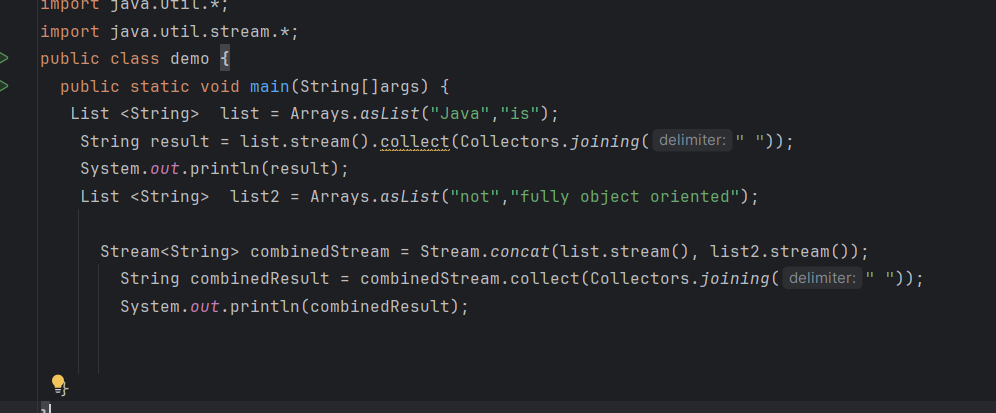 import java.util.*;
import java.util.stream.*;
public class demo {
public static void main(String[]args) {
List <String>  list = Arrays.asList("Java","is");
String result = list.stream().collect(Collectors.joining( delimiter: " "));
System.out.println(result);
List <String>  list2 = Arrays.asList("not","fully object oriented");
Stream<String> combinedStream = Stream.concat(list.stream(), list2.stream());
String combinedResult = combinedStream.collect(Collectors.joining( delimiter: " "));
System.out.println(combinedResult);
}
}